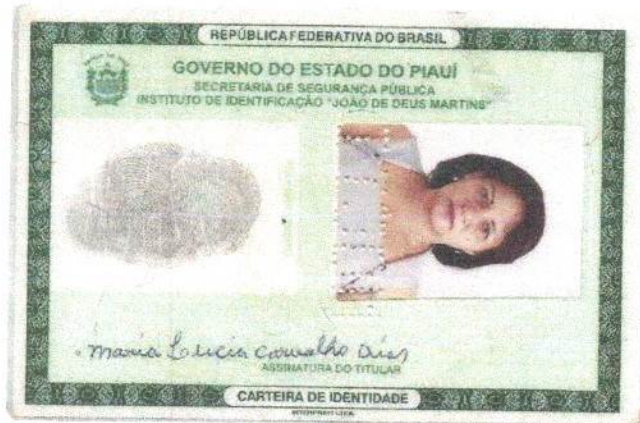 REPÚBLICA FEDERATIVA DO BRASIL
GOVERNO DO ESTADO DO PIAUÍ
SECRETARIA DE SEGURANÇA PÚBLICA
INSTITUTO DE IDENTIFICAÇÃO "JOÃO DE DEUS MARTINS"
Maria Lucia Carvalho Dias
ASSINATURA DO TITULAR
CARTEIRA DE IDENTIDADE